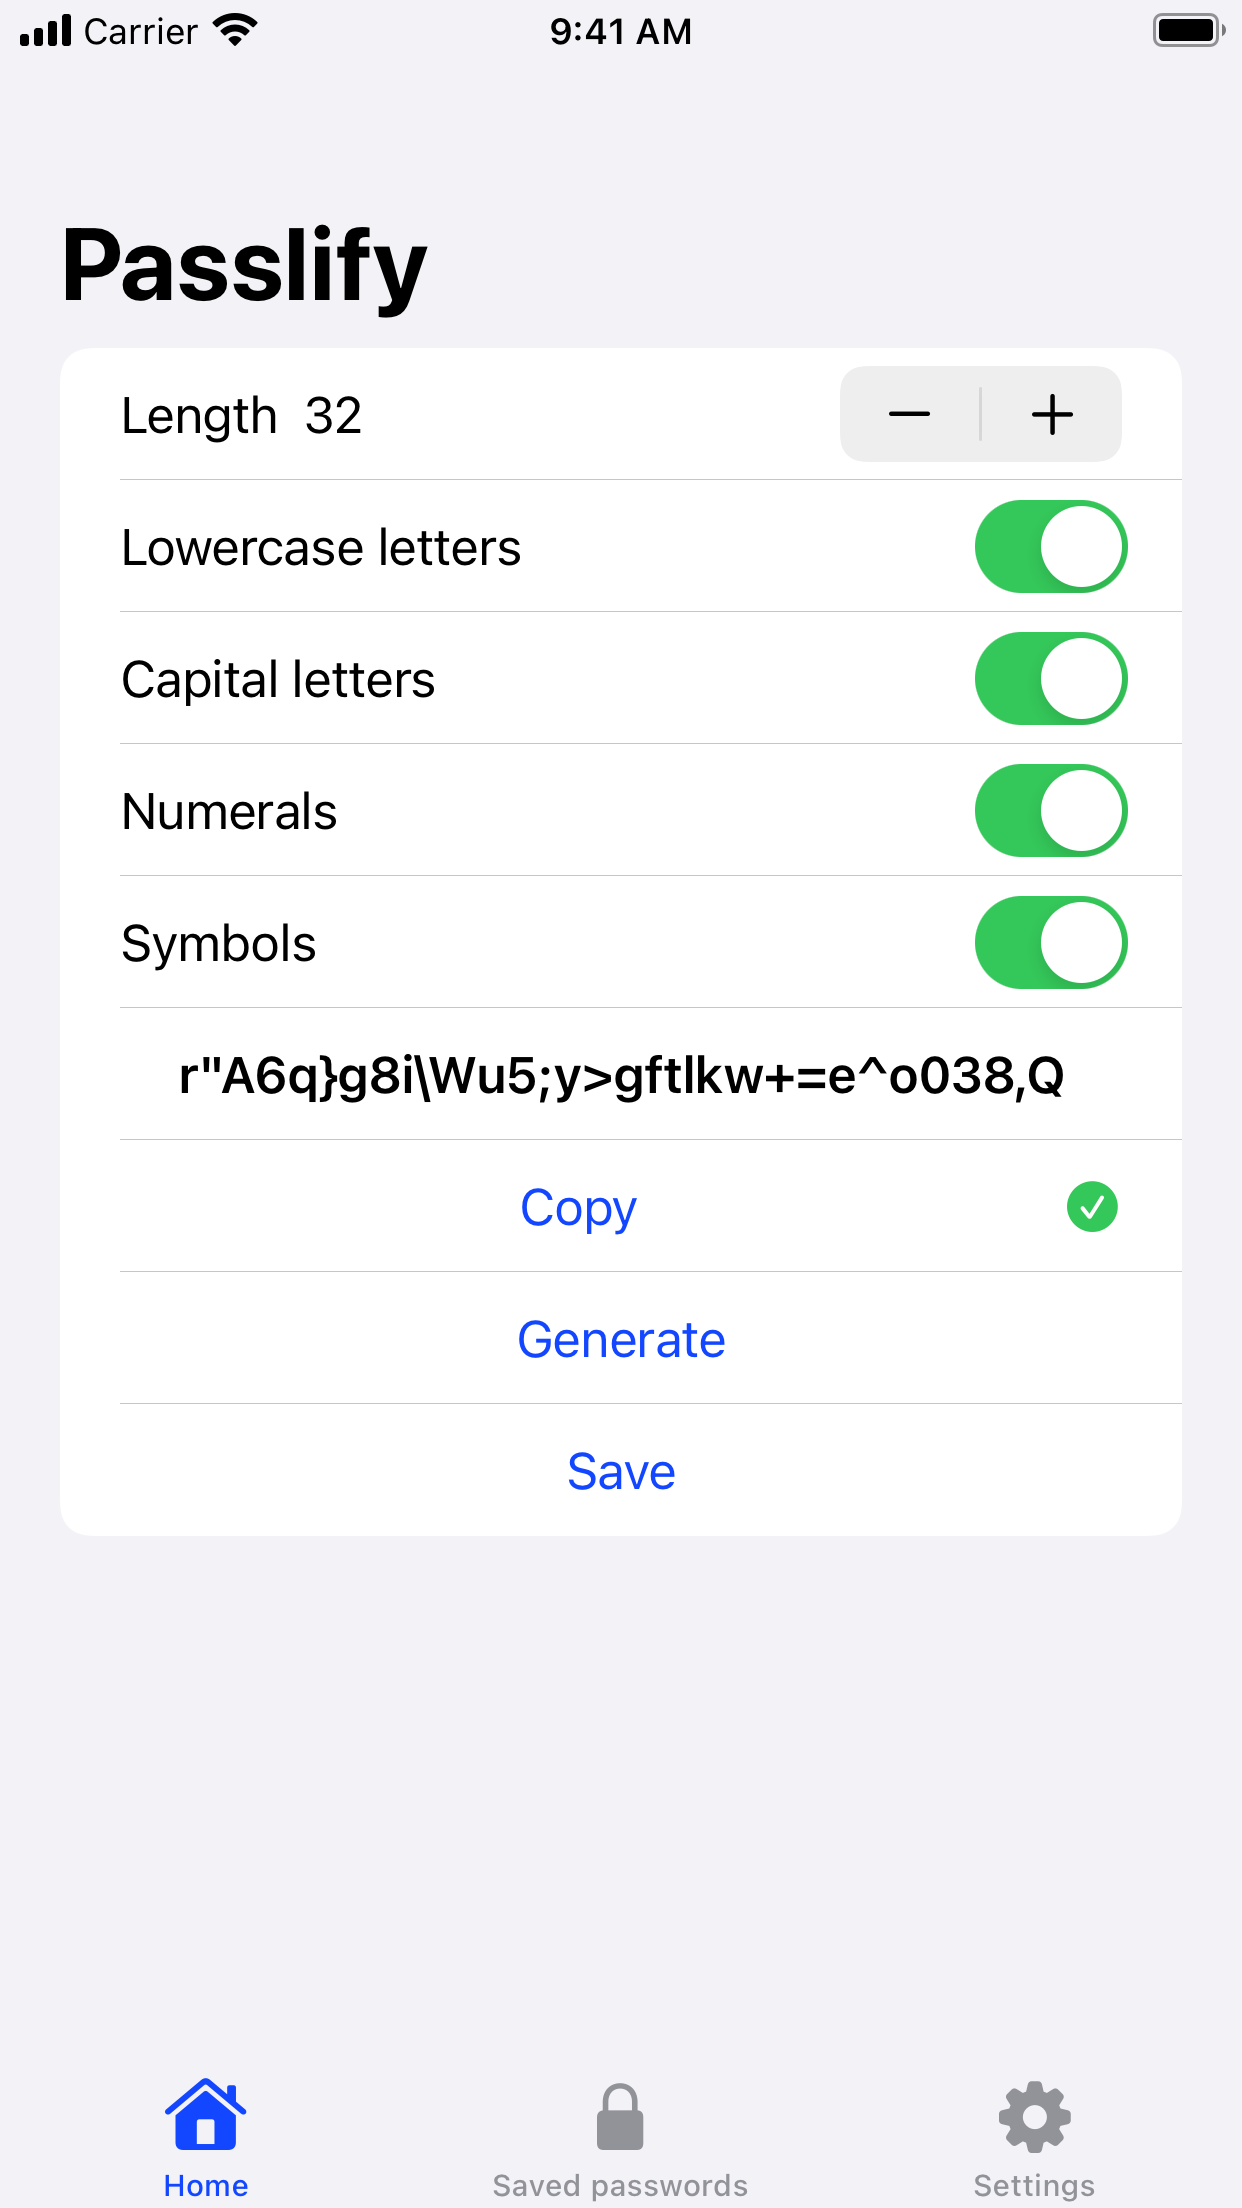 Carrier 9:41 AM
Passlify
Length 32
Lowercase letters
Capital letters
Numerals
Symbols
r"A6q}g8i\Wu5;y>gftlkw+=e^o038,Q
Copy
Generate
Save
Home Saved passwords Settings